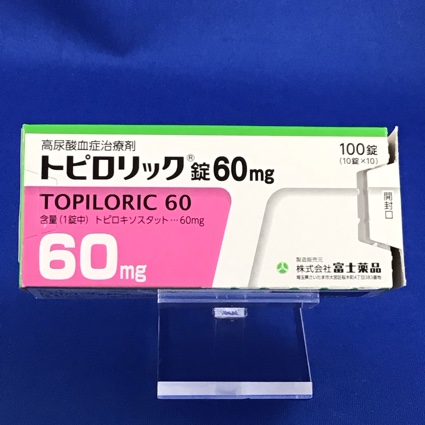 高尿酸血症治療剤
トピロリック®錠60mg
100錠
(10錠×10)
TOPILORIC 60
含量(1錠中) トピロキソスタット…60mg
開封口
60mg
製造販売元
株式会社 富士薬品